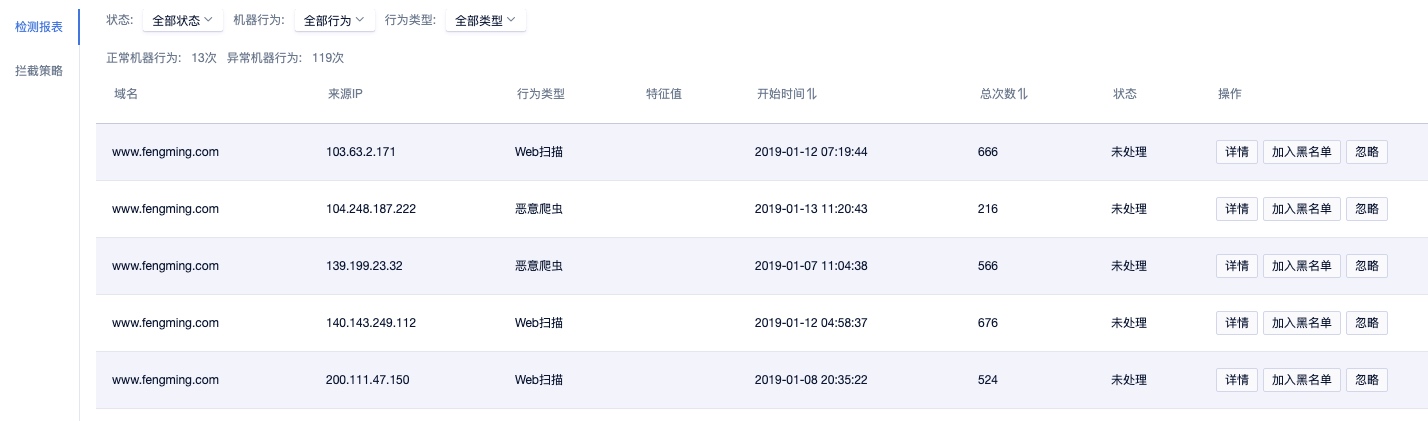 检测报表
拦截策略
状态: 全部状态 机器行为: 全部行为 行为类型: 全部类型
正常机器行为: 13次 异常机器行为: 119次
域名 来源IP 行为类型 特征值 开始时间 总次数 状态 操作
www.fengming.com 103.63.2.171 Web扫描 2019-01-12 07:19:44 666 未处理 详情 加入黑名单 忽略
www.fengming.com 104.248.187.222 恶意爬虫 2019-01-13 11:20:43 216 未处理 详情 加入黑名单 忽略
www.fengming.com 139.199.23.32 恶意爬虫 2019-01-07 11:04:38 566 未处理 详情 加入黑名单 忽略
www.fengming.com 140.143.249.112 Web扫描 2019-01-12 04:58:37 676 未处理 详情 加入黑名单 忽略
www.fengming.com 200.111.47.150 Web扫描 2019-01-08 20:35:22 524 未处理 详情 加入黑名单 忽略